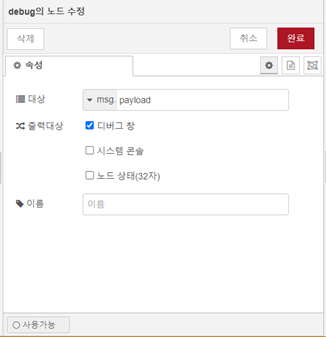 debug의 노드 수정
삭제
취소
완료
속성
대상
msg. payload
출력대상
디버그 창
시스템 콘솔
노드 상태(32자)
이름
이름
사용가능